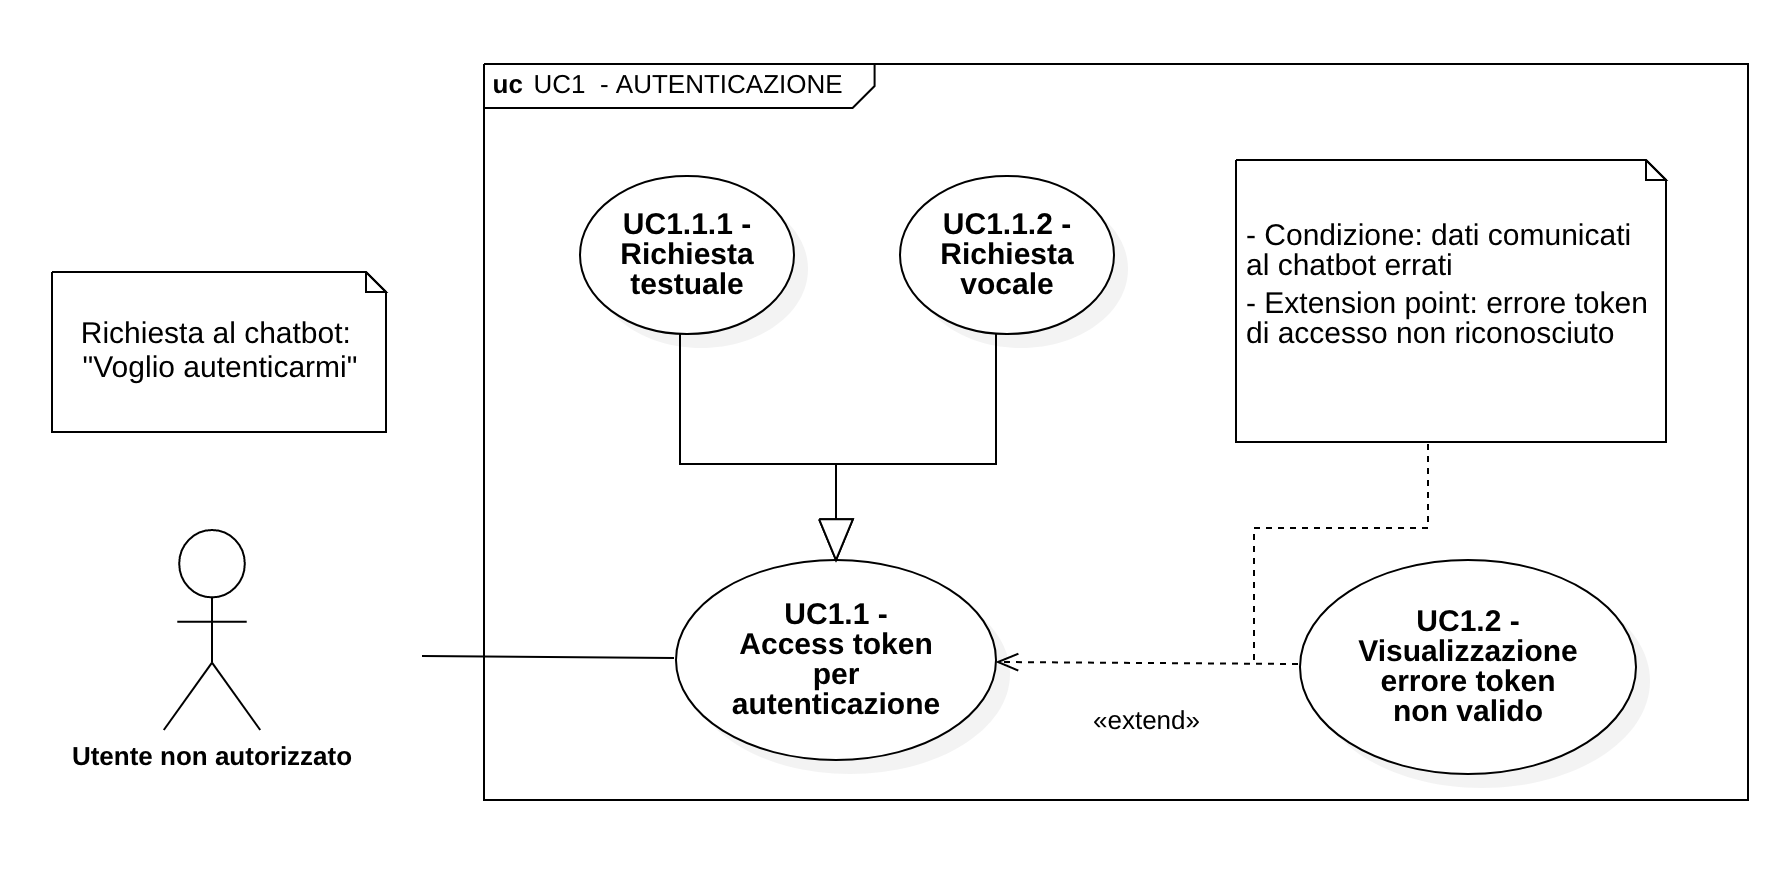 uc UC1 - AUTENTICAZIONE
UC1.1.1 -
Richiesta
testuale
UC1.1.2 -
Richiesta
vocale
- Condizione: dati comunicati
al chatbot errati
- Extension point: errore token
di accesso non riconosciuto
Richiesta al chatbot:
"Voglio autenticarmi"
UC1.1 -
Access token
per
autenticazione
UC1.2 -
Visualizzazione
errore token
non valido
«extend»
Utente non autorizzato